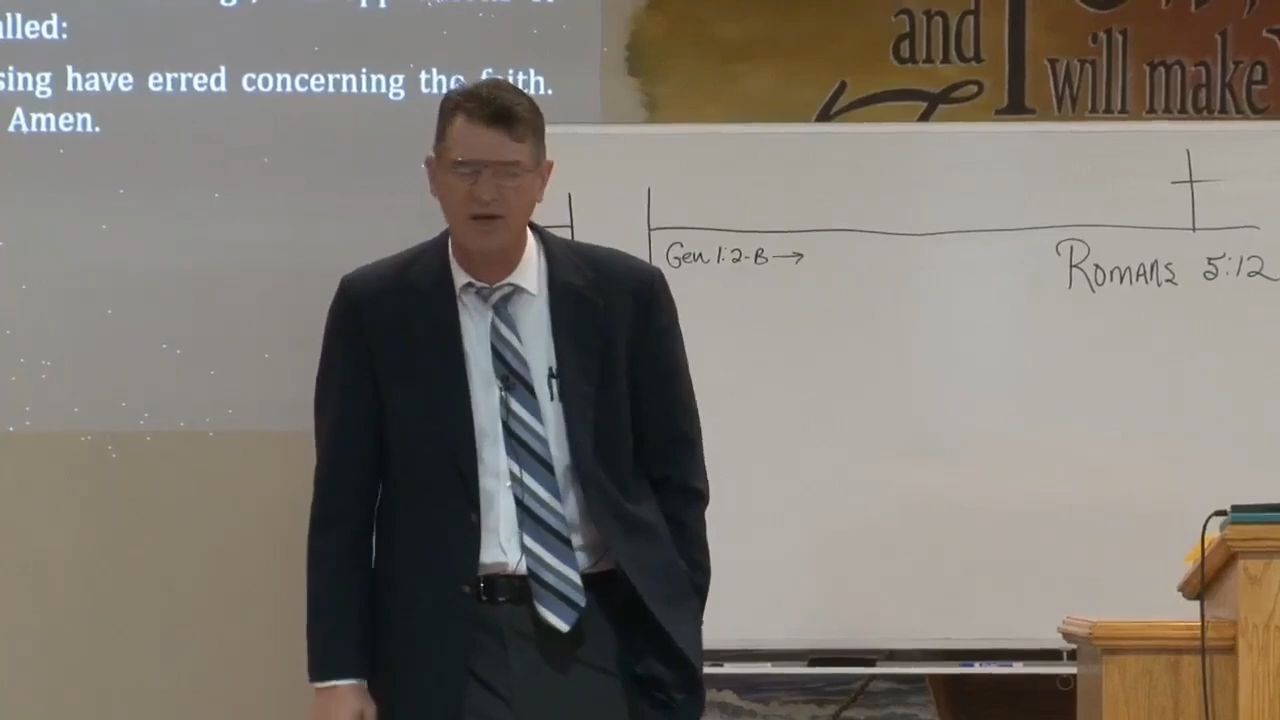 alled:
sing have erred concerning the faith.
Amen.
and I
will make
Gen 1:2-B→
Romans 5:12